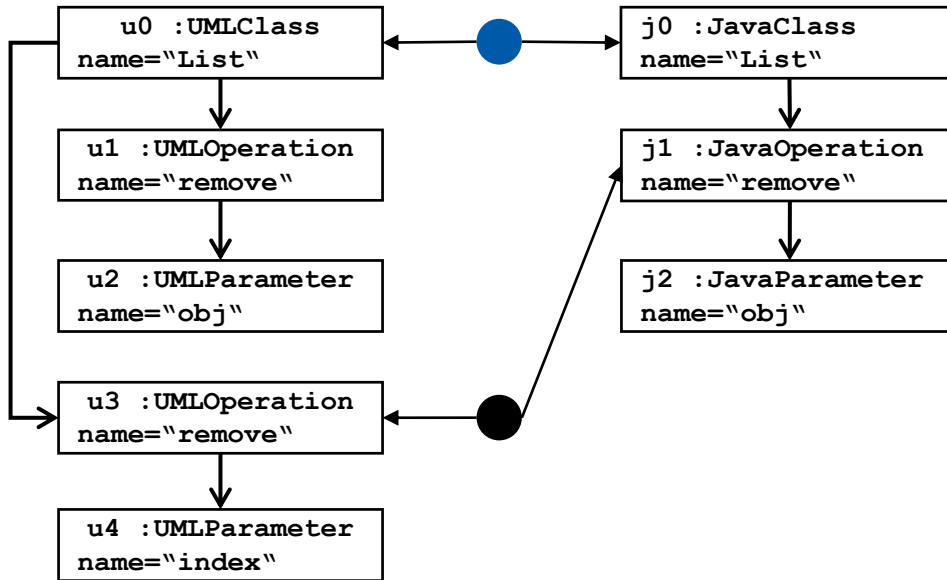 u0 :UMLClass
name=“List“
j0 :JavaClass
name=“List“
u1 :UMLOperation
name=“remove“
j1 :JavaOperation
name=“remove“
u2 :UMLParameter
name=“obj“
j2 :JavaParameter
name=“obj“
u3 :UMLOperation
name=“remove“
u4 :UMLParameter
name=“index“